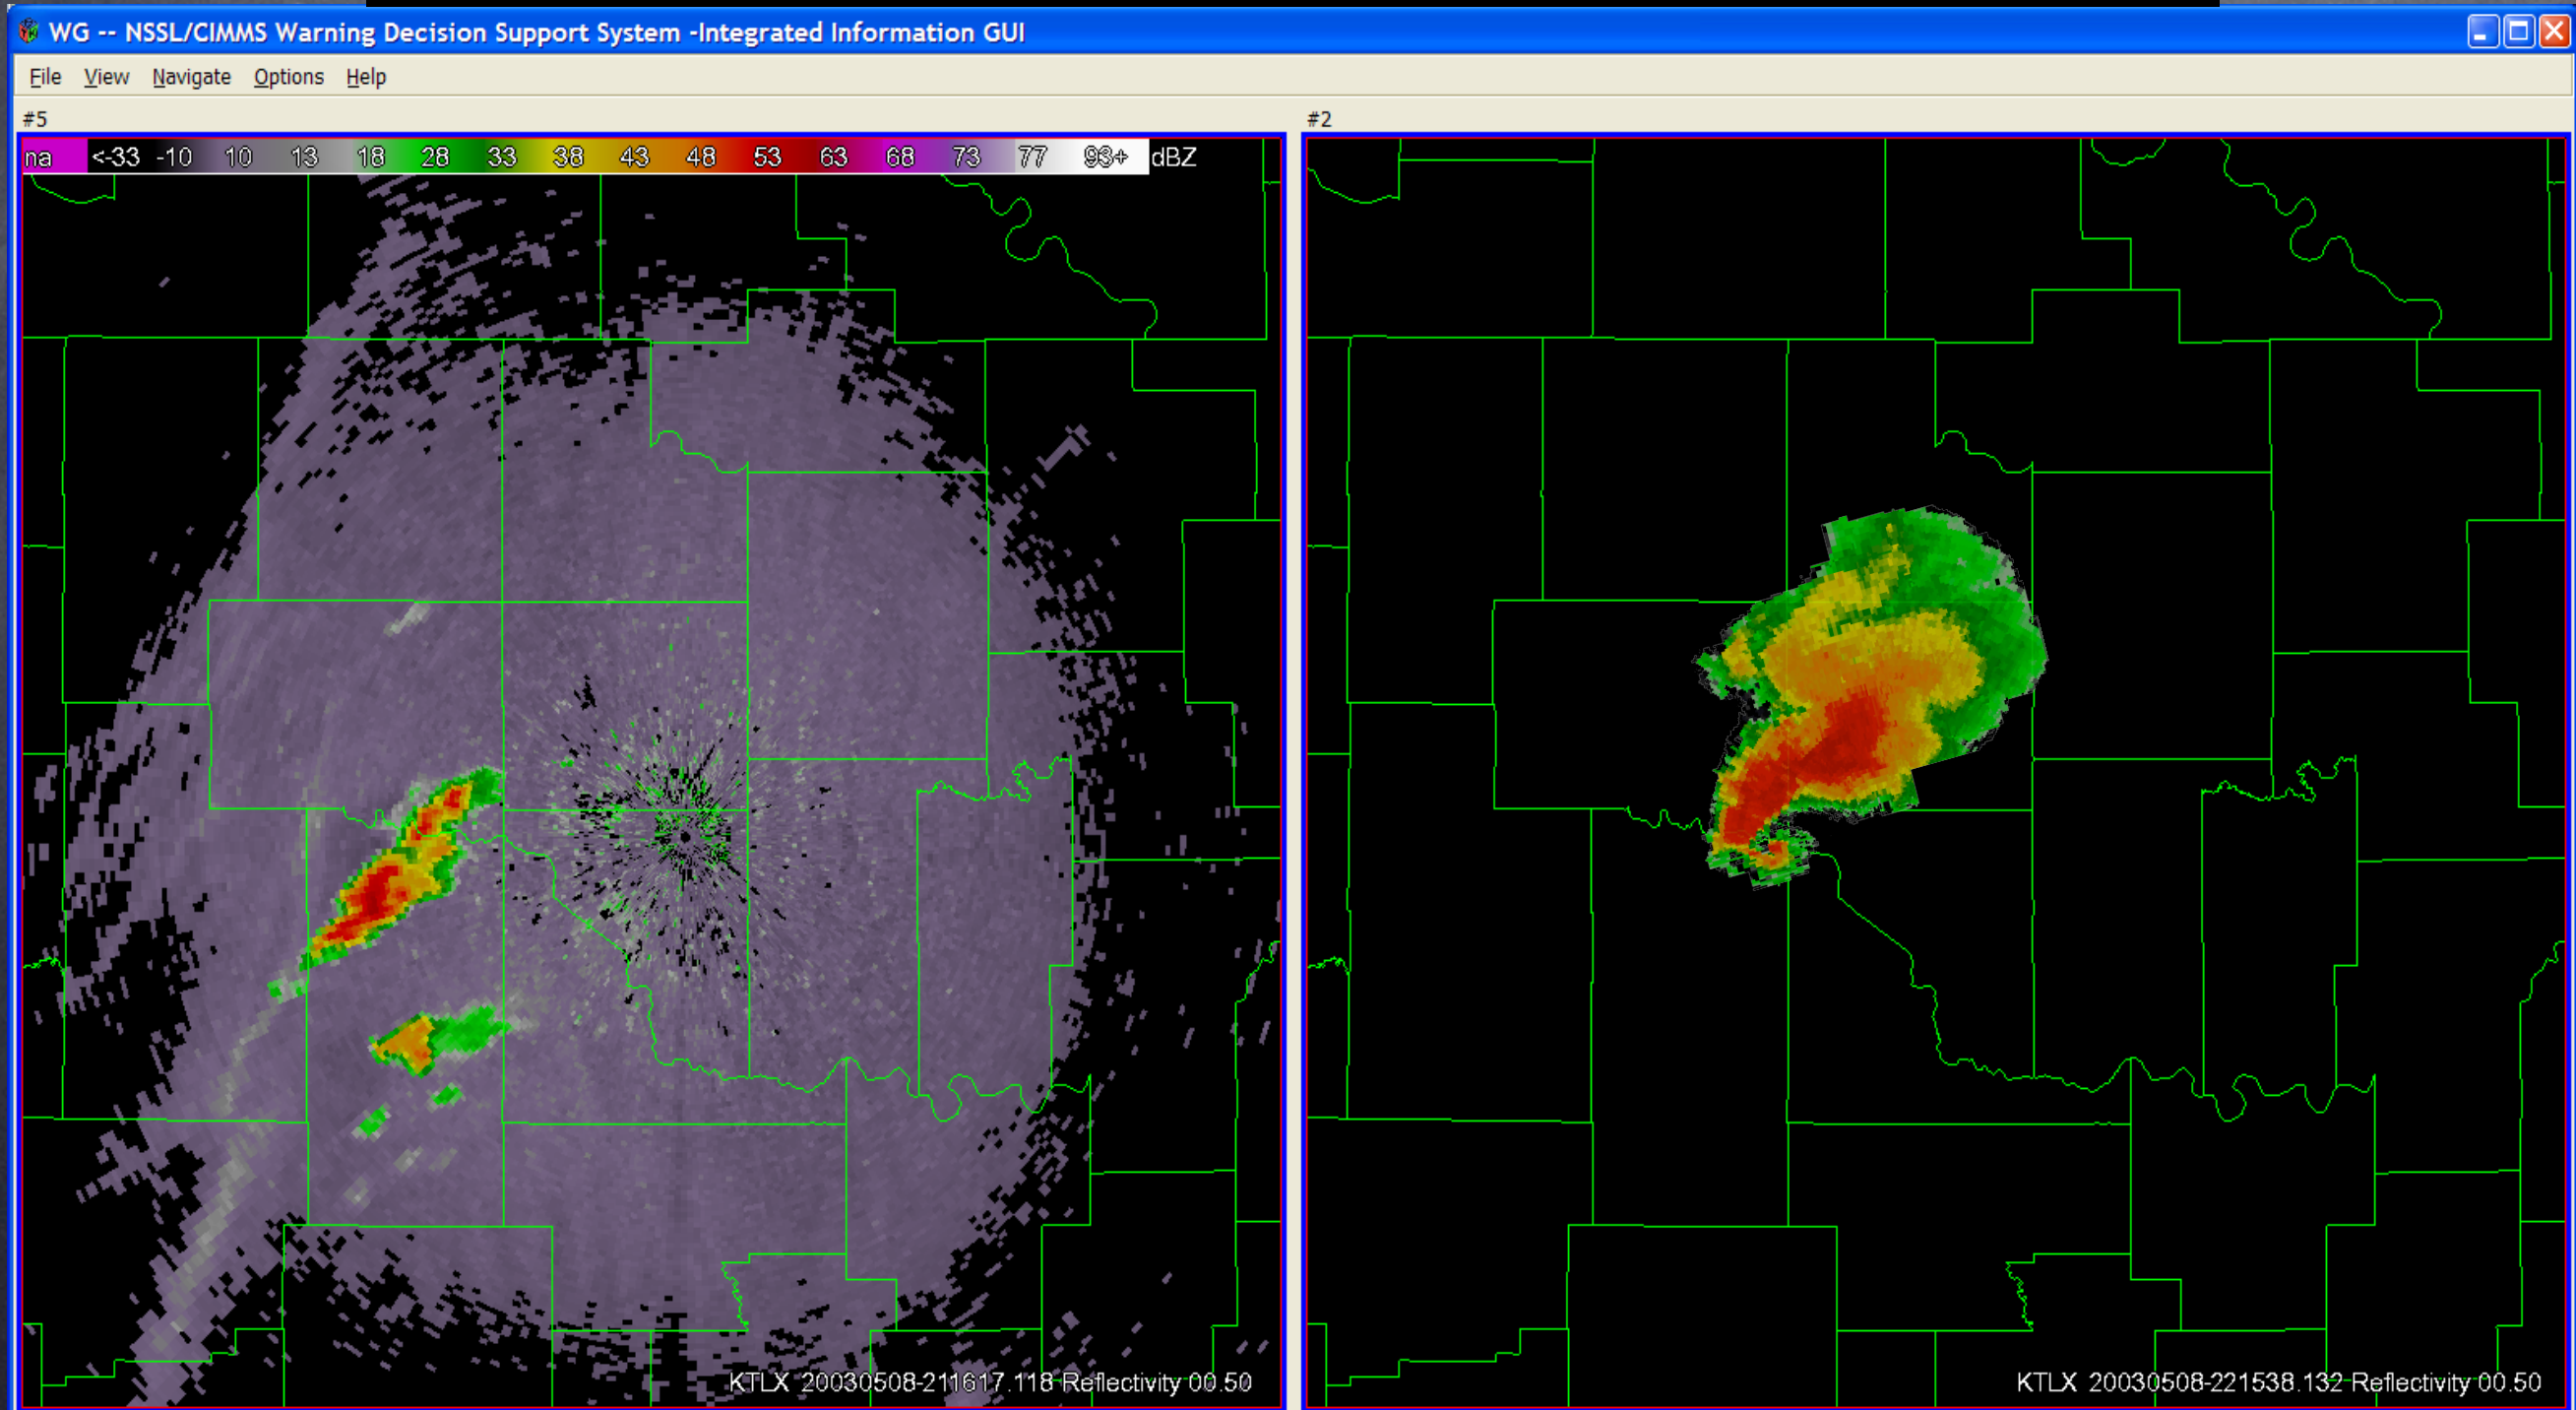 WG -- NSSL/CIMMS Warning Decision Support System -Integrated Information GUI
File View Navigate Options Help
#5
#2
na <-33 -10 10 13 18 28 33 38 43 48 53 63 68 73 77 93+ dBZ
KTLX 20030508-211617.118 Reflectivity 00.50
KTLX 20030508-221538.132 Reflectivity 00.50